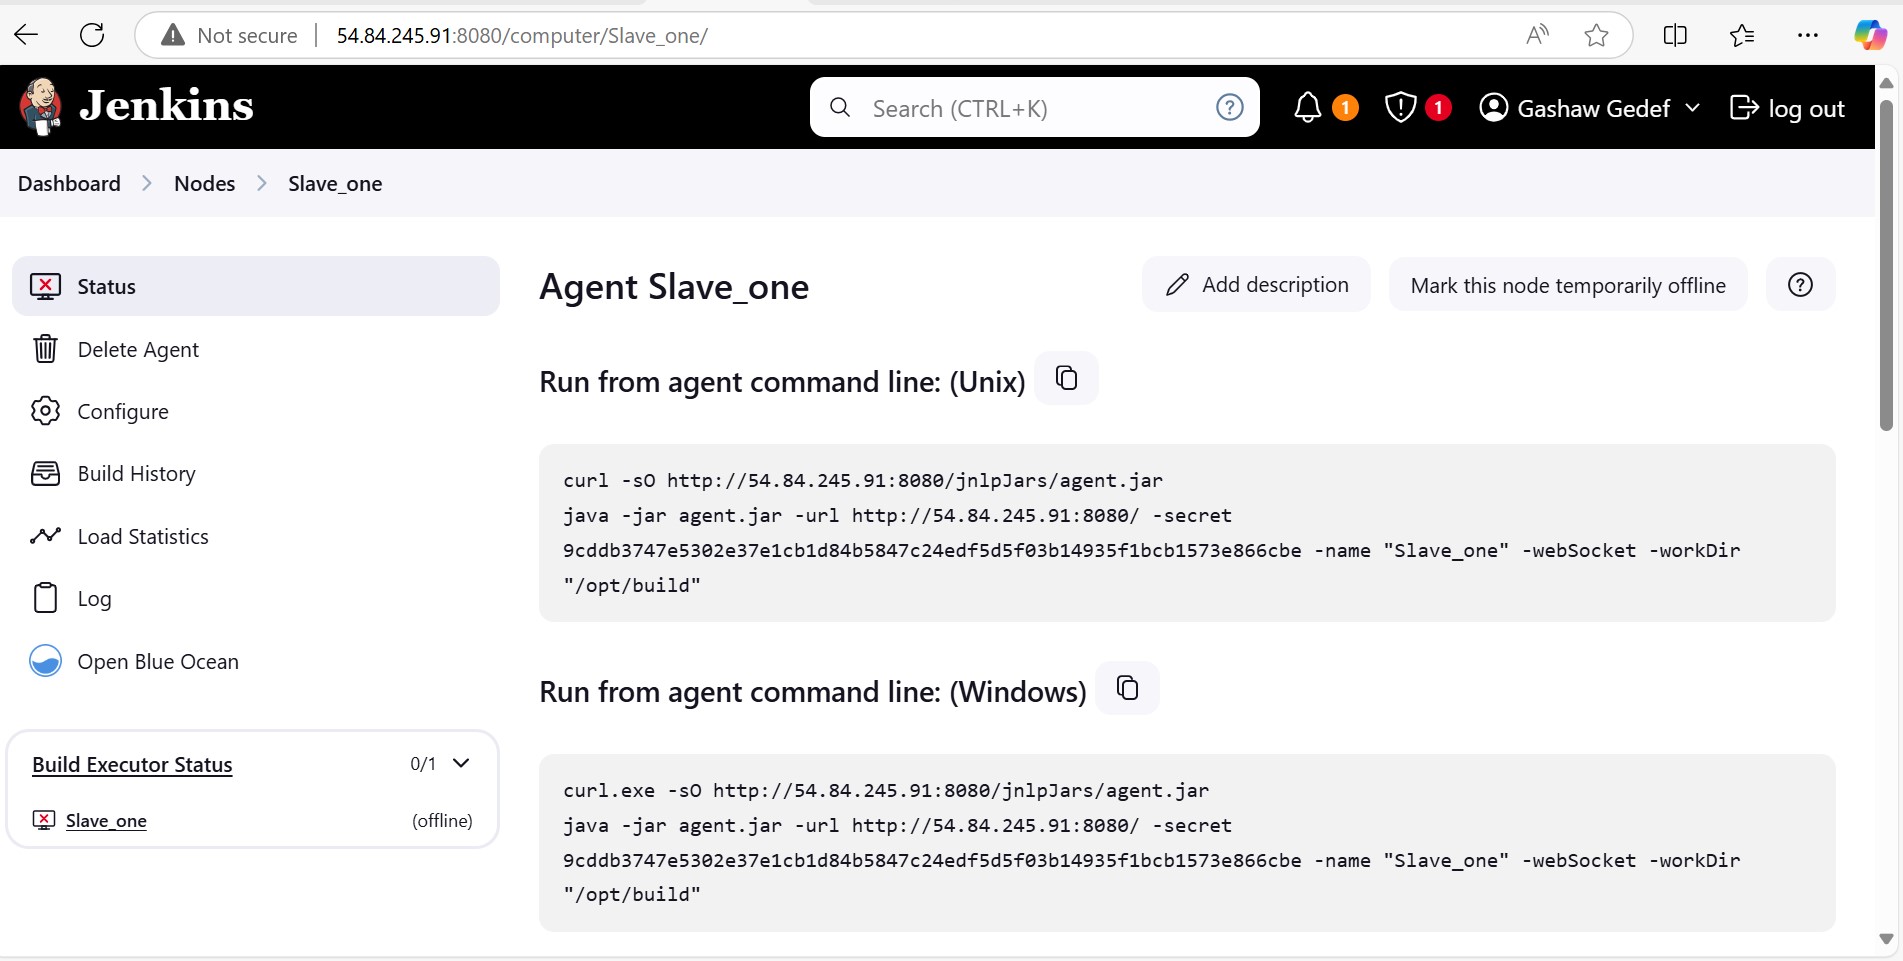 Not secure
54.84.245.91:8080/computer/Slave_one/
Jenkins
Search (CTRL+K)
1
1
Gashaw Gedef
log out
Dashboard
Nodes
Slave_one
Status
Delete Agent
Configure
Build History
Load Statistics
Log
Open Blue Ocean
Build Executor Status
0/1
Slave_one
(offline)
Agent Slave_one
Add description
Mark this node temporarily offline
Run from agent command line: (Unix)
curl -sO http://54.84.245.91:8080/jnlpJars/agent.jar
java -jar agent.jar -url http://54.84.245.91:8080/ -secret
9cddb3747e5302e37e1cb1d84b5847c24edf5d5f03b14935f1bcb1573e866cbe -name "Slave_one" -webSocket -workDir
"/opt/build"
Run from agent command line: (Windows)
curl.exe -sO http://54.84.245.91:8080/jnlpJars/agent.jar
java -jar agent.jar -url http://54.84.245.91:8080/ -secret
9cddb3747e5302e37e1cb1d84b5847c24edf5d5f03b14935f1bcb1573e866cbe -name "Slave_one" -webSocket -workDir
"/opt/build"